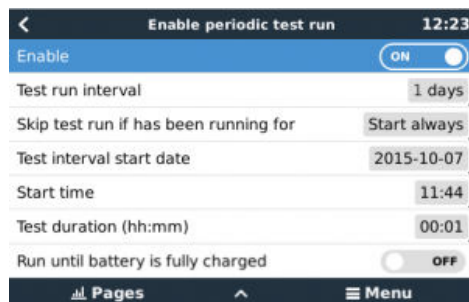 Enable periodic test run 12:23
Enable ON
Test run interval 1 days
Skip test run if has been running for Start always
Test interval start date 2015-10-07
Start time 11:44
Test duration (hh:mm) 00:01
Run until battery is fully charged OFF
Pages Menu